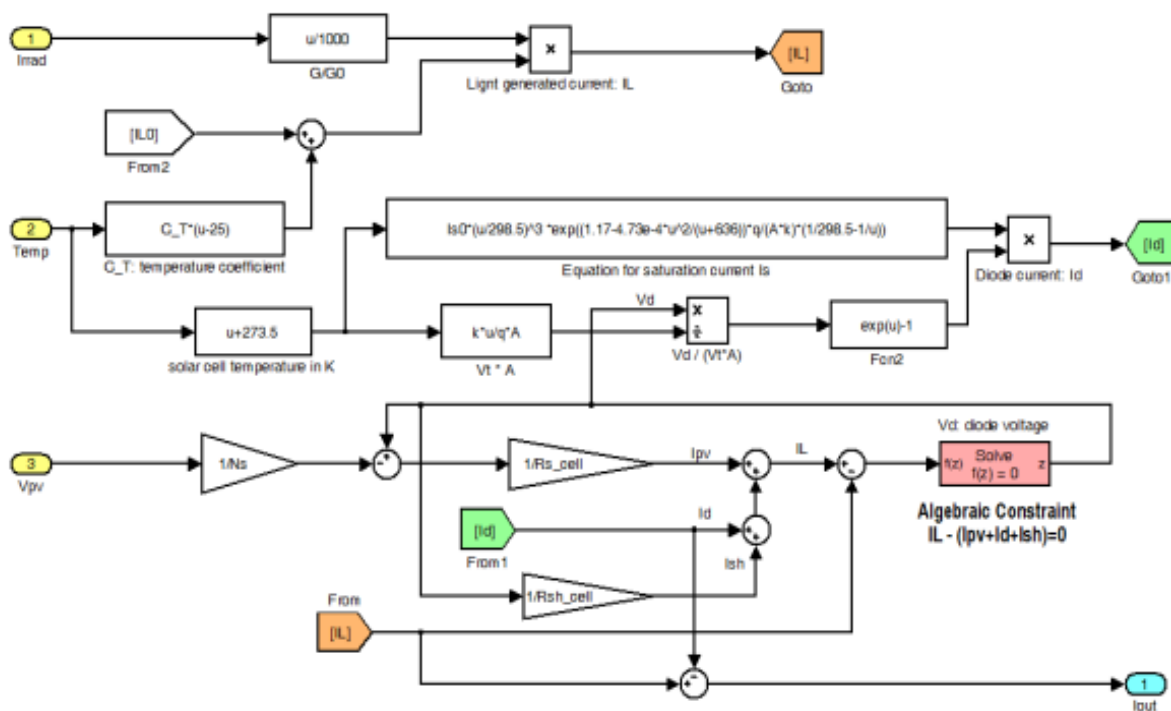 1
Irrad
u/1000
G/G0
×
Lignt generated current: IL
[IL]
Goto
[IL0]
From2
2
Temp
C_T*(u-25)
C_T: temperature coefficient
Is0*(u/298.5)^3 *exp((1.17-4.73e-4*u^2/(u+636))*q/(A*k)*(1/298.5-1/u))
Equation for saturation current Is
×
Diode current: Id
[Id]
Goto1
u+273.5
solar cell temperature in K
k*u/q*A
Vt * A
Vd
×
÷
Vd / (Vt*A)
exp(u)-1
Fcn2
3
Vpv
1/Ns
1/Rs_cell
Ipv
IL
Vd: diode voltage
f(z)
Solve
f(z) = 0
z
Algebraic Constraint
IL - (Ipv+Id+Ish)=0
[Id]
From1
Id
Ish
1/Rsh_cell
From
[IL]
1
Iput